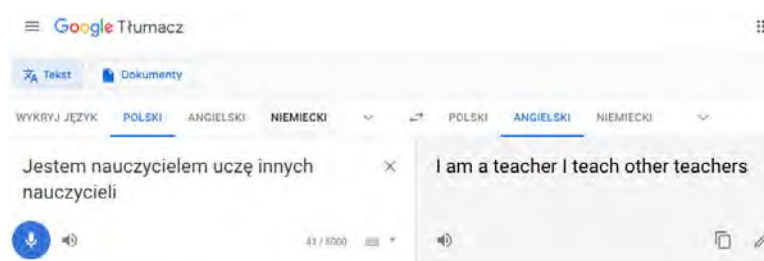 Google Tłumacz
Tekst Dokumenty
WYKRYJ JĘZYK POLSKI ANGIELSKI NIEMIECKI POLSKI ANGIELSKI NIEMIECKI
Jestem nauczycielem uczę innych
nauczycieli
I am a teacher I teach other teachers
41 / 5000